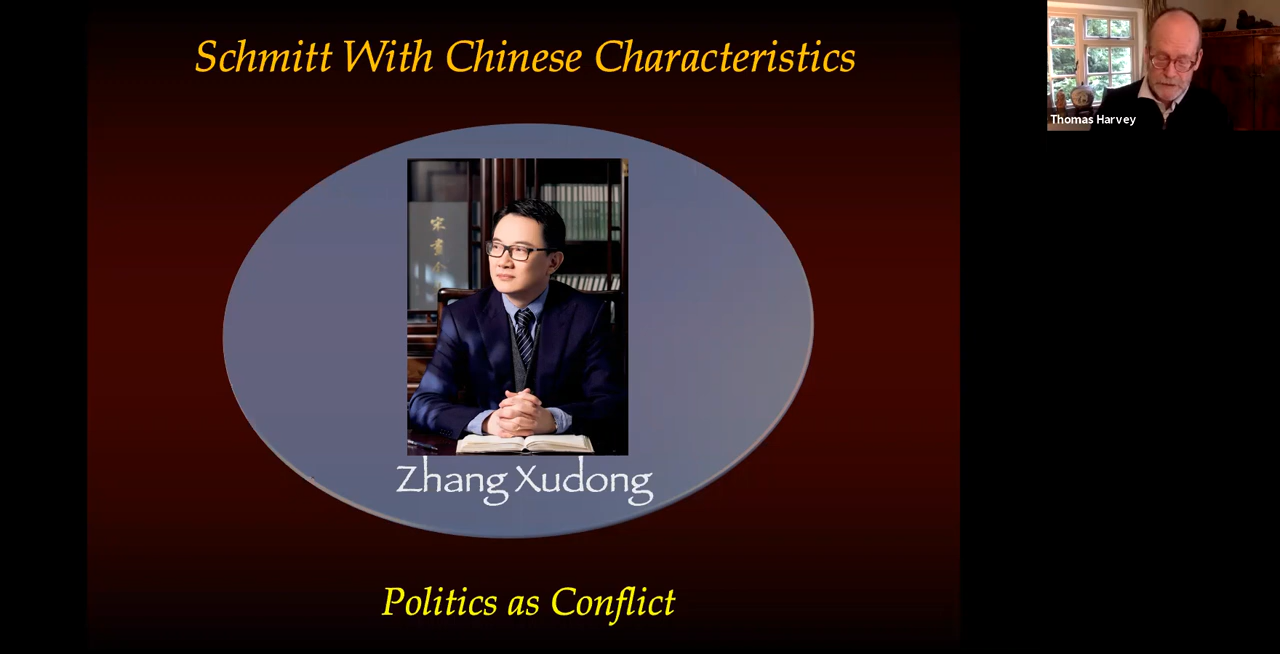 Schmitt With Chinese Characteristics
Thomas Harvey
Zhang Xudong
Politics as Conflict